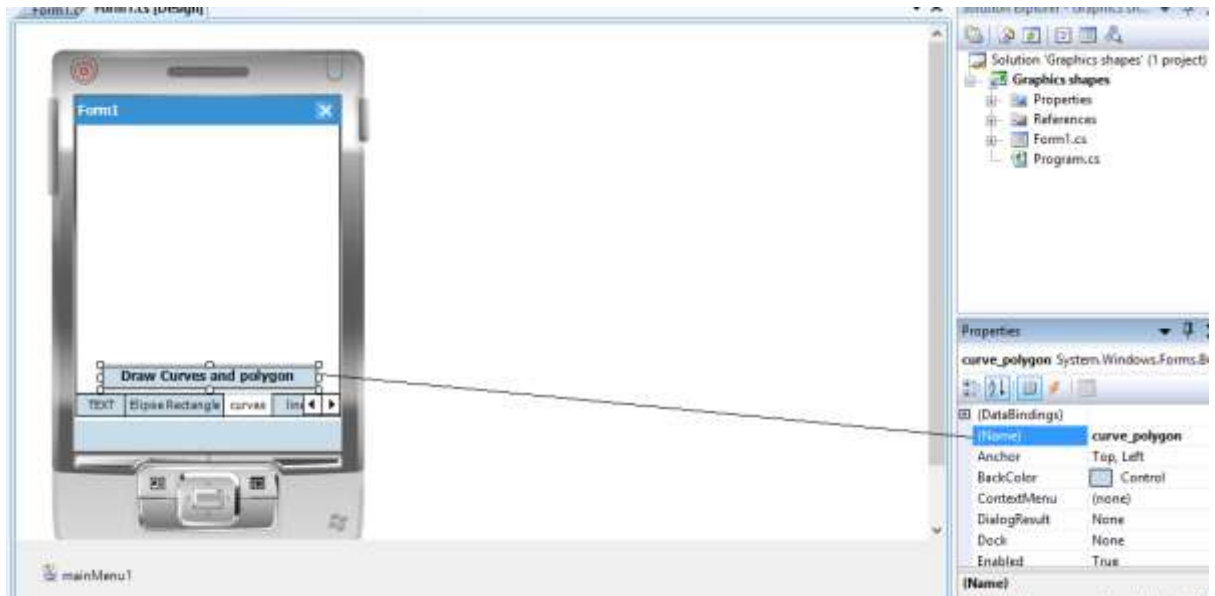 Form1.cs [Design]
Form1
Draw Curves and polygon
TEXT Elipse Rectangle curves
mainMenu1
Solution 'Graphics shapes' (1 project)
Graphics shapes
Properties
References
Form1.cs
Program.cs
Properties
curve_polygon System.Windows.Forms.B
(DataBindings)
(Name) curve_polygon
Anchor Top, Left
BackColor Control
ContextMenu (none)
DialogResult None
Dock None
Enabled True
(Name)